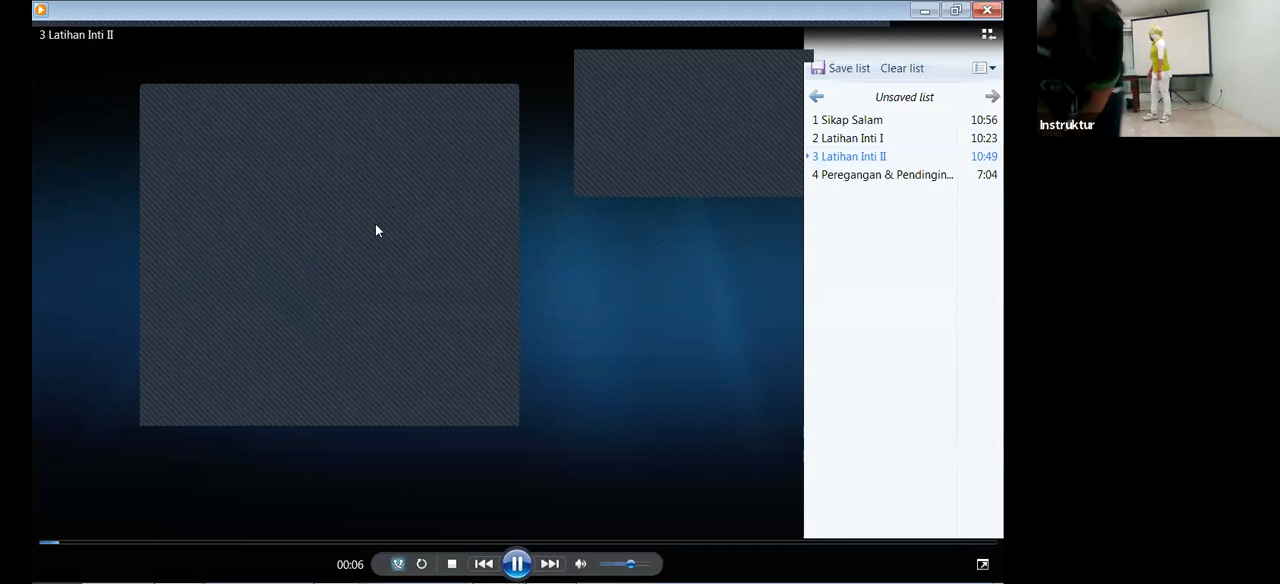 3 Latihan Inti II
Save list Clear list
Unsaved list
1 Sikap Salam 10:56
2 Latihan Inti I 10:23
3 Latihan Inti II 10:49
4 Peregangan & Pendingin... 7:04
Instruktur
00:06